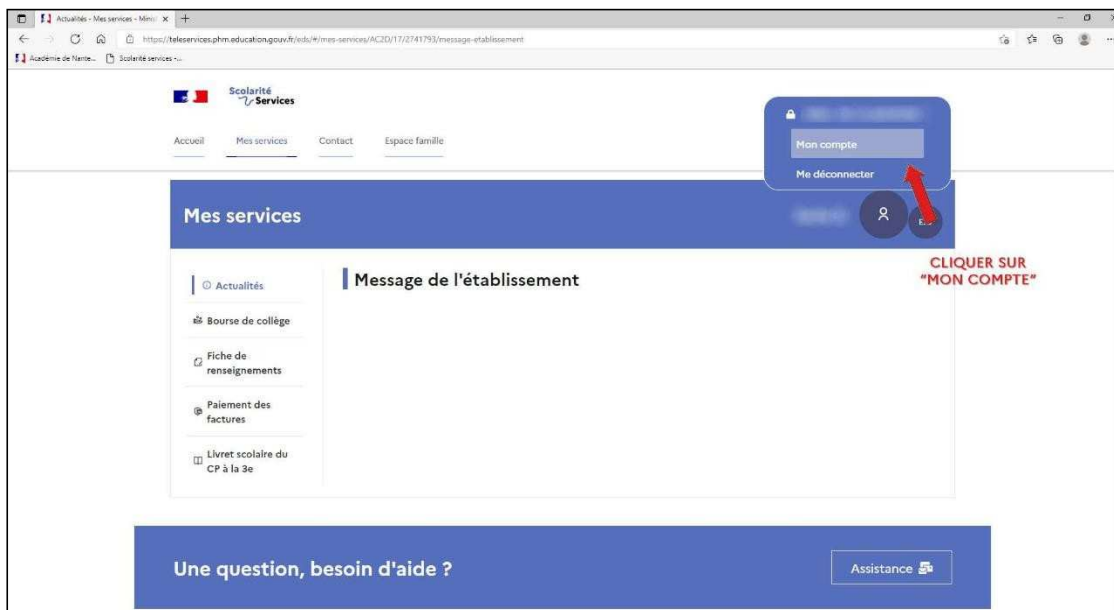 Actualités - Mes services - Minis
https://teleservices.phm.education.gouv.fr/eds/#/mes-services/AC2D/17/2741793/message-etablissement
Académie de Nante... Scolarité services -...
Scolarité
Services
Accueil Mes services Contact Espace famille
Mon compte
Me déconnecter
Mes services
CLIQUER SUR
"MON COMPTE"
Actualités
Message de l'établissement
Bourse de collège
Fiche de
renseignements
Paiement des
factures
Livret scolaire du
CP à la 3e
Une question, besoin d'aide ?
Assistance